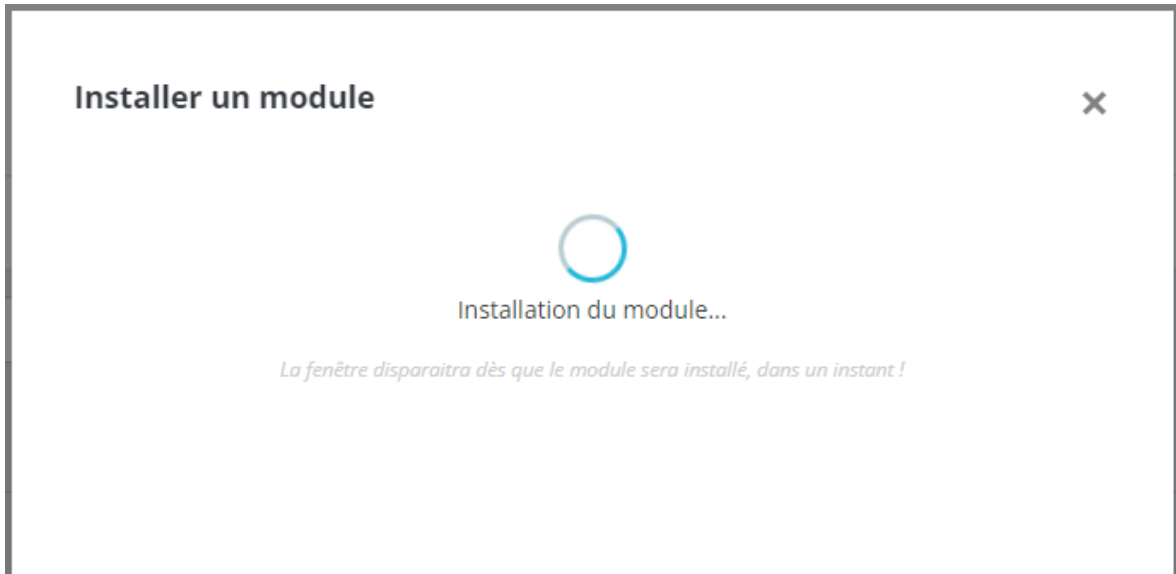 Installer un module
Installation du module...
La fenêtre disparaitra dès que le module sera installé, dans un instant !